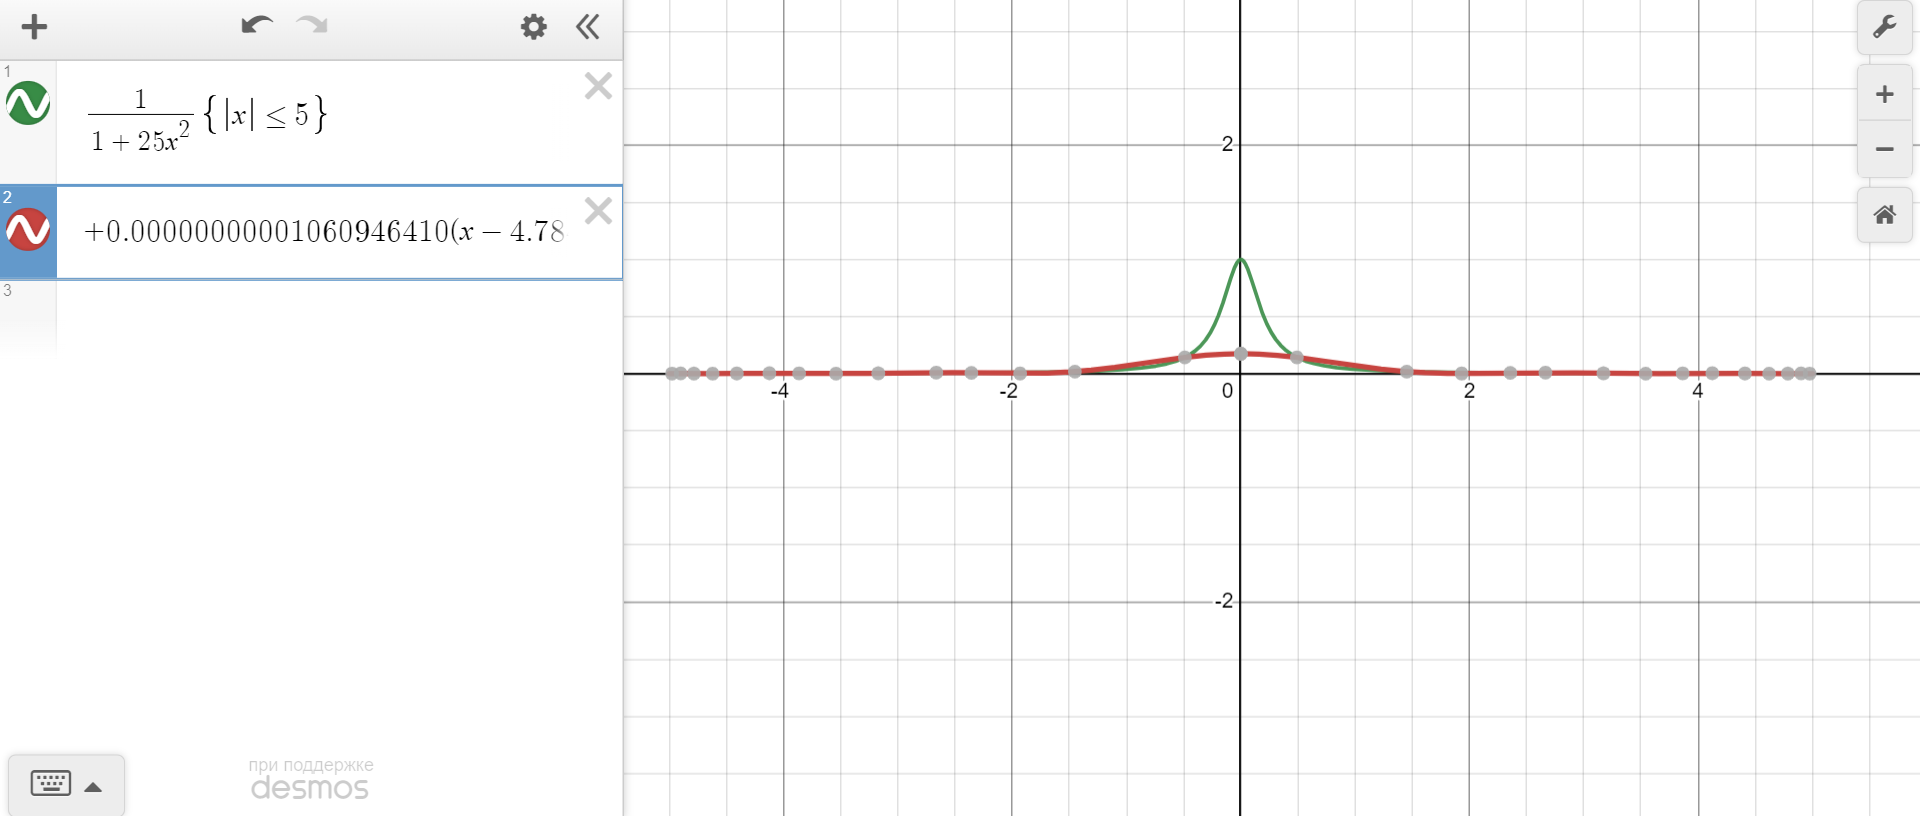 1
1
1 + 25x² {|x| ≤ 5}
2
+0.00000000001060946410(x − 4.78
3
при поддержке
desmos
2
-4
-2
0
2
4
-2